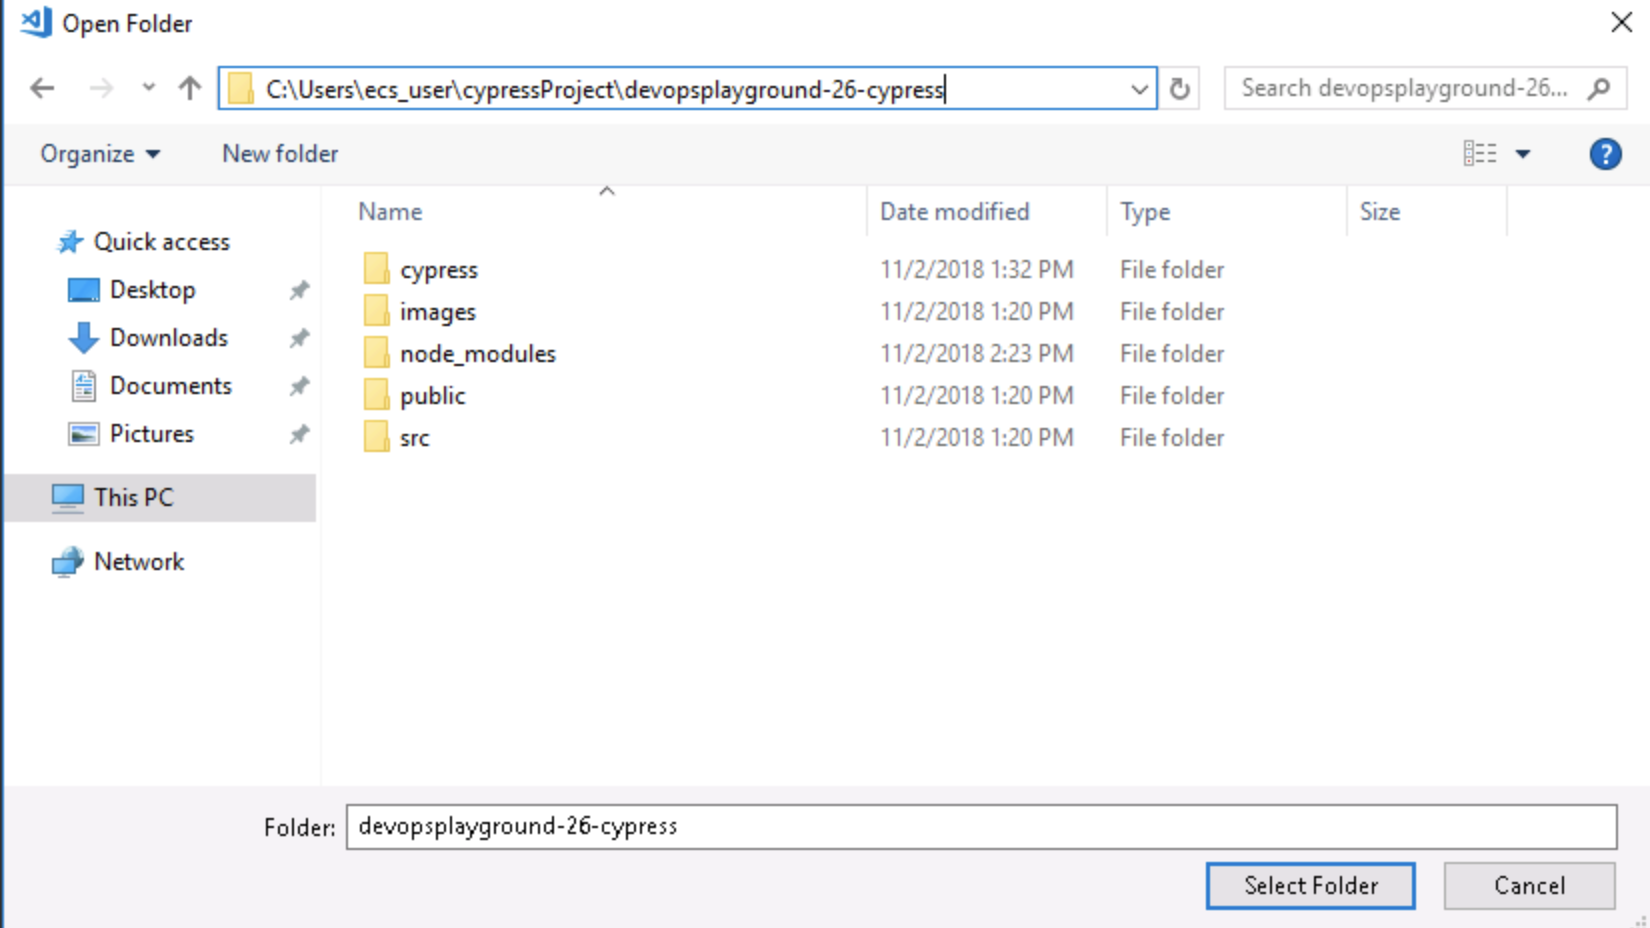 Open Folder
C:\Users\ecs_user\cypressProject\devopsplayground-26-cypress
Search devopsplayground-26...
Organize
New folder
?
Name
Date modified
Type
Size
Quick access
Desktop
Downloads
Documents
Pictures
This PC
Network
cypress 11/2/2018 1:32 PM File folder
images 11/2/2018 1:20 PM File folder
node_modules 11/2/2018 2:23 PM File folder
public 11/2/2018 1:20 PM File folder
src 11/2/2018 1:20 PM File folder
Folder: devopsplayground-26-cypress
Select Folder
Cancel